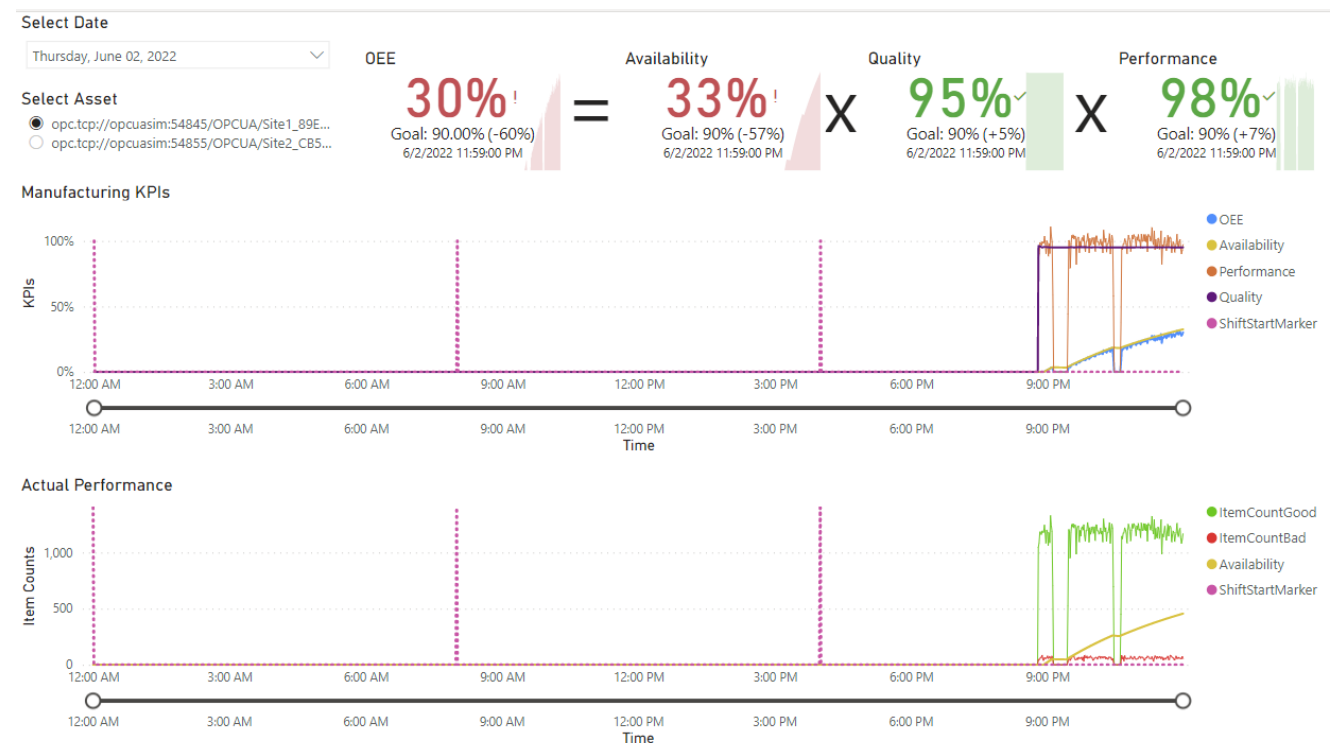 Select Date
Thursday, June 02, 2022
Select Asset
opc.tcp://opcuasim:54845/OPCUA/Site1_89E...
opc.tcp://opcuasim:54855/OPCUA/Site2_CB5...
OEE
30%!
Goal: 90.00% (-60%)
6/2/2022 11:59:00 PM
=
Availability
33%!
Goal: 90% (-57%)
6/2/2022 11:59:00 PM
X
Quality
95%
Goal: 90% (+5%)
6/2/2022 11:59:00 PM
X
Performance
98%
Goal: 90% (+7%)
6/2/2022 11:59:00 PM
Manufacturing KPIs
KPIs
100%
50%
0%
12:00 AM 3:00 AM 6:00 AM 9:00 AM 12:00 PM 3:00 PM 6:00 PM 9:00 PM
12:00 AM 3:00 AM 6:00 AM 9:00 AM 12:00 PM 3:00 PM 6:00 PM 9:00 PM
Time
OEE
Availability
Performance
Quality
ShiftStartMarker
Actual Performance
Item Counts
1,000
500
0
12:00 AM 3:00 AM 6:00 AM 9:00 AM 12:00 PM 3:00 PM 6:00 PM 9:00 PM
12:00 AM 3:00 AM 6:00 AM 9:00 AM 12:00 PM 3:00 PM 6:00 PM 9:00 PM
Time
ItemCountGood
ItemCountBad
Availability
ShiftStartMarker